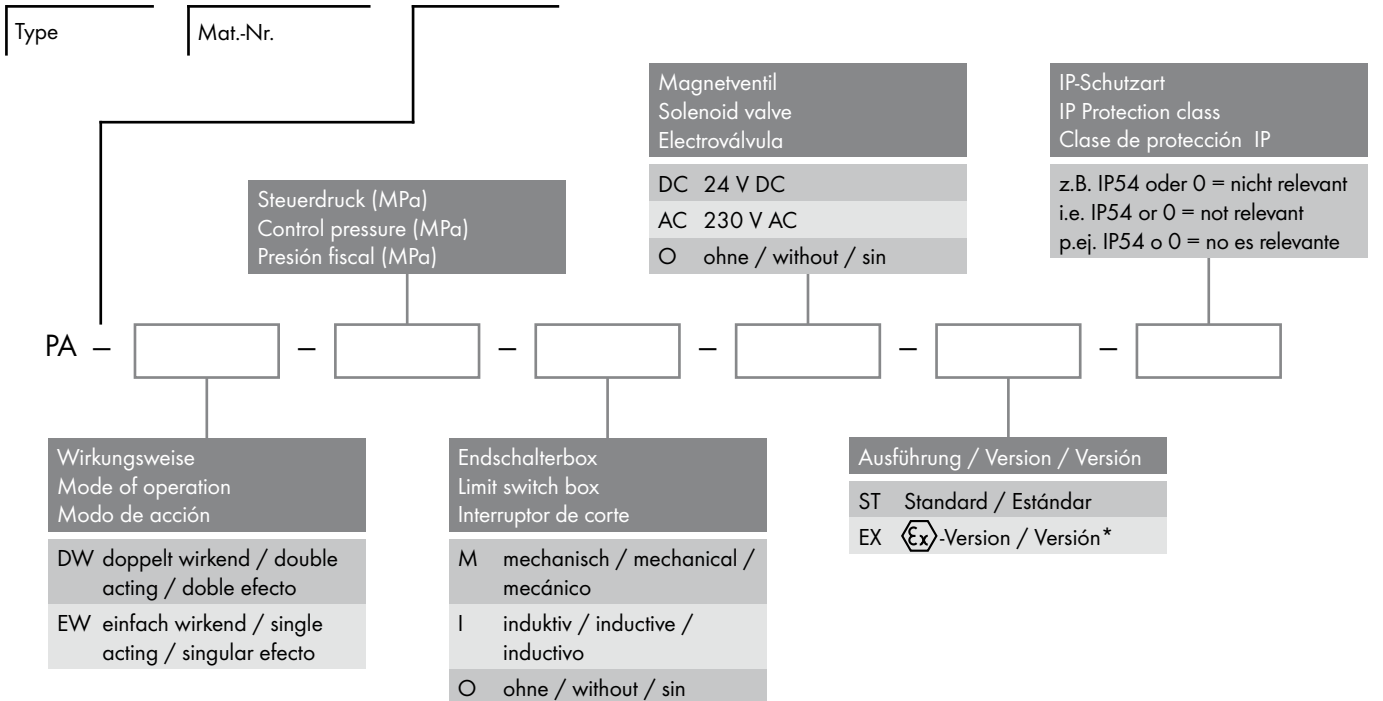 Type
Mat.-Nr.
Magnetventil
Solenoid valve
Electroválvula
DC 24 V DC
AC 230 V AC
O ohne / without / sin
IP-Schutzart
IP Protection class
Clase de protección IP
z.B. IP54 oder 0 = nicht relevant
i.e. IP54 or 0 = not relevant
p.ej. IP54 o 0 = no es relevante
Steuerdruck (MPa)
Control pressure (MPa)
Presión fiscal (MPa)
PA – – – – – –
Wirkungsweise
Mode of operation
Modo de acción
DW doppelt wirkend / double
acting / doble efecto
EW einfach wirkend / single
acting / singular efecto
Endschalterbox
Limit switch box
Interruptor de corte
M mechanisch / mechanical /
mecánico
I induktiv / inductive /
inductivo
O ohne / without / sin
Ausführung / Version / Versión
ST Standard / Estándar
EX Ex-Version / Versión*